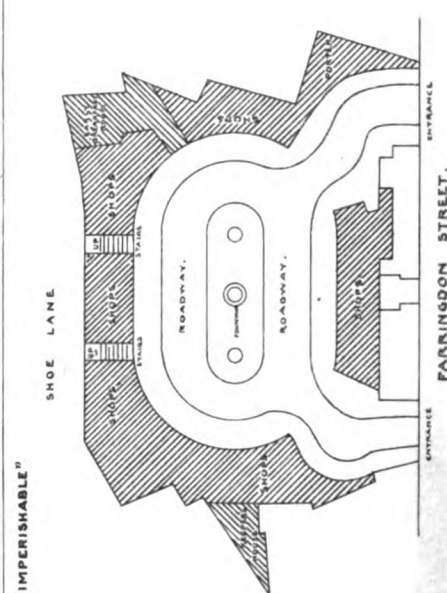 IMPERISHABLE"
SHOE LANE
UP
STAIRS
UP
STAIRS
SHOPS
SHOPS
SHOPS
SHOPS
ROADWAY.
FOUNTAIN
ROADWAY.
SHOPS
SHOPS
ENTRANCE
ENTRANCE
FARRINGDON STREET.